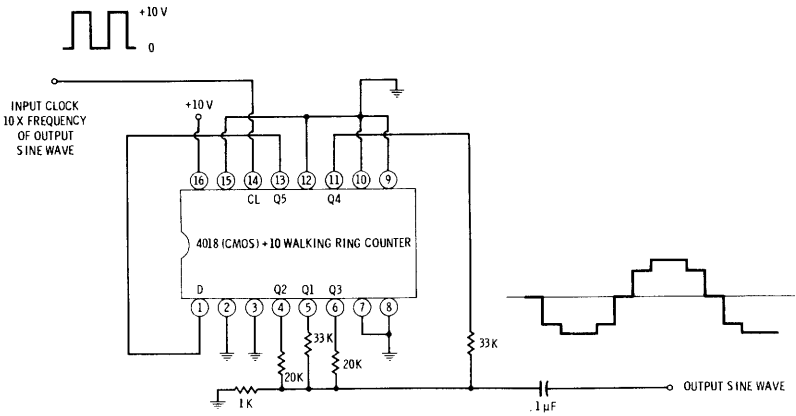 +10 V
0
INPUT CLOCK
10 X FREQUENCY
OF OUTPUT
SINE WAVE
+10 V
16 15 14 13 12 11 10 9
CL Q5 Q4
4018 (CMOS) ÷10 WALKING RING COUNTER
D Q2 Q1 Q3
1 2 3 4 5 6 7 8
33K
20K
20K
33K
1K
.1µF
OUTPUT SINE WAVE